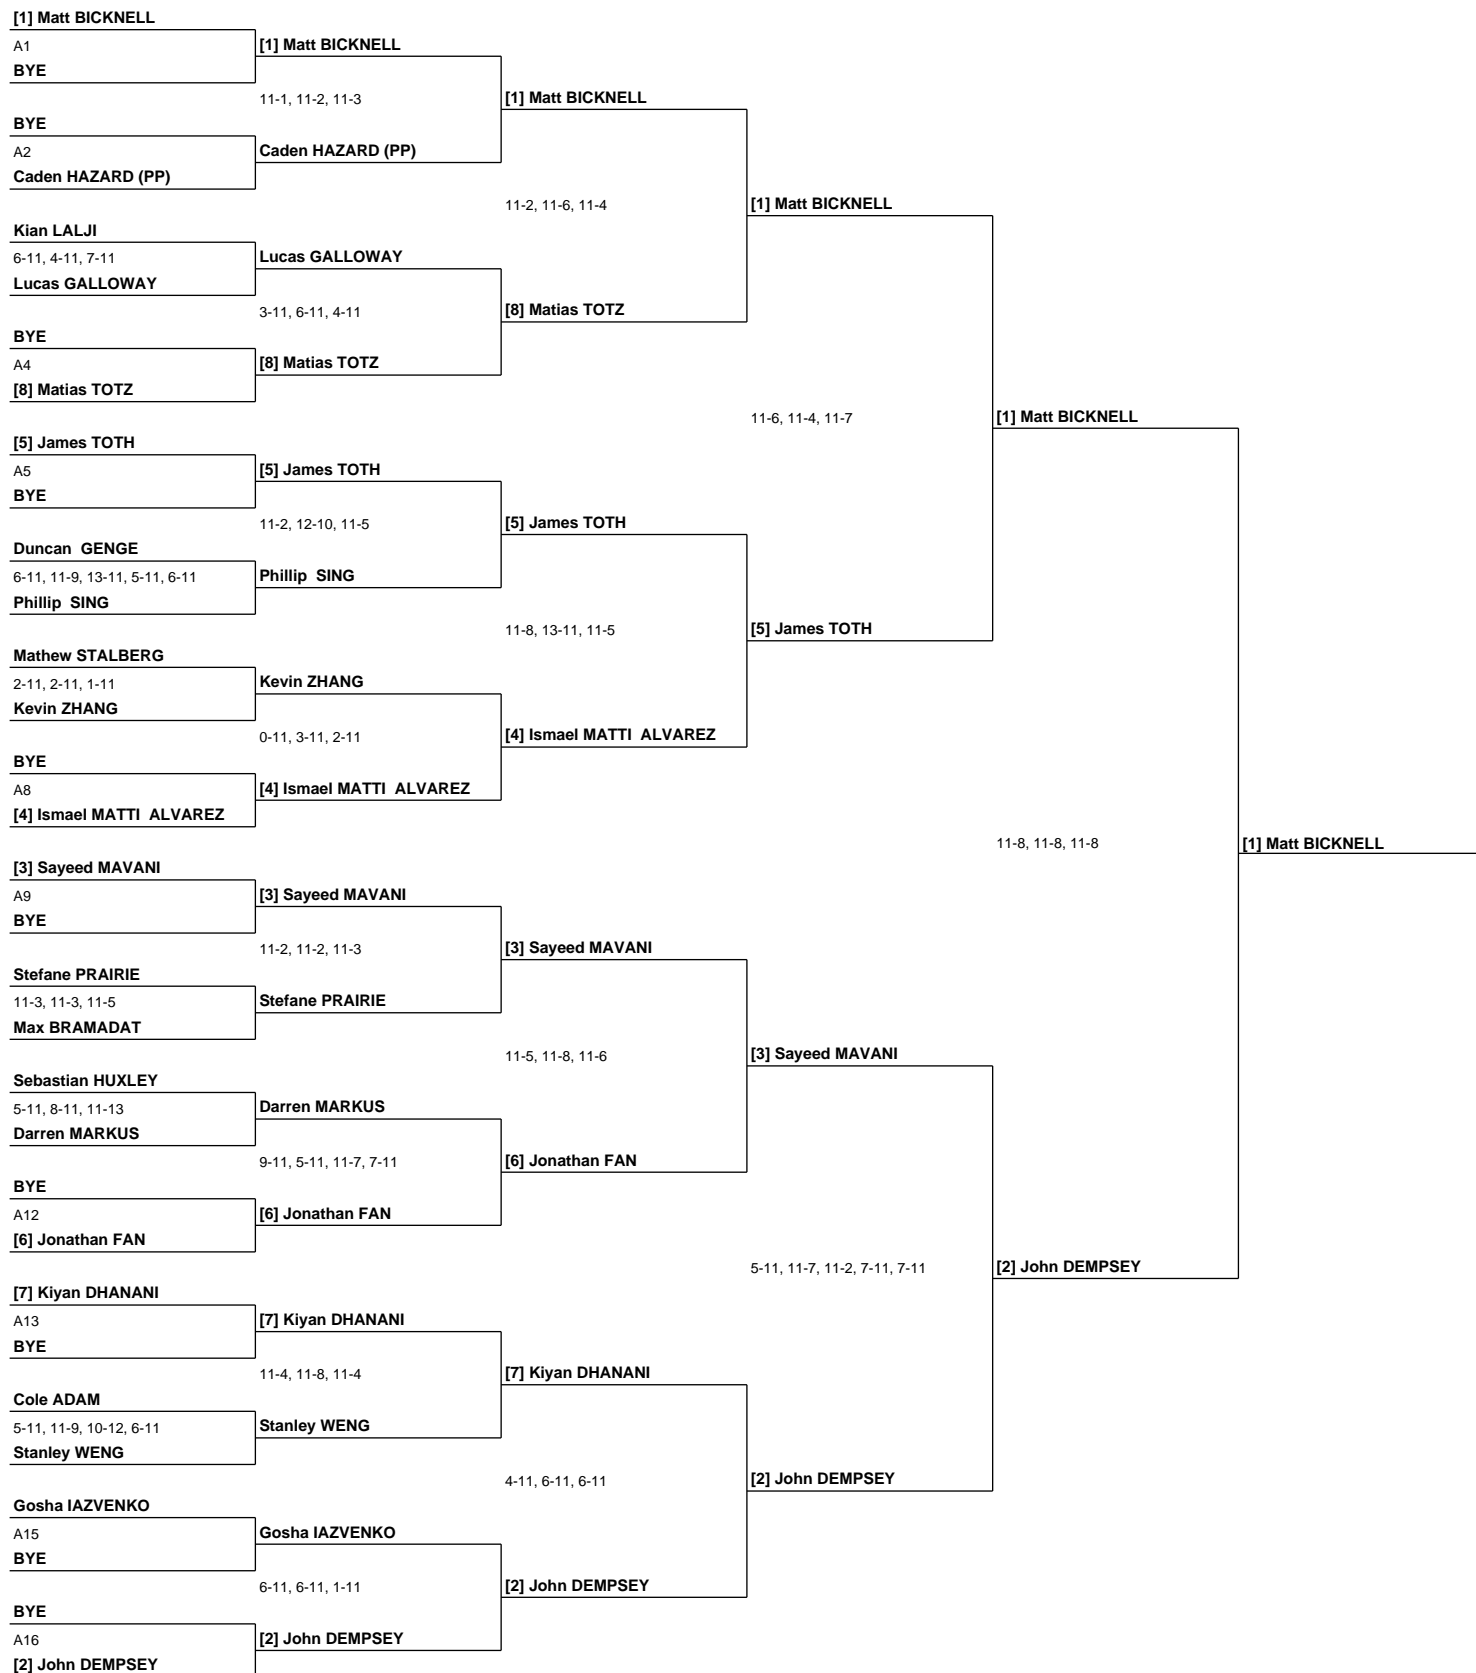 [1] Matt BICKNELL
A1
BYE
BYE
A2
Caden HAZARD (PP)
Kian LALJI
6-11, 4-11, 7-11
Lucas GALLOWAY
BYE
A4
[8] Matias TOTZ
[5] James TOTH
A5
BYE
Duncan  GENGE
6-11, 11-9, 13-11, 5-11, 6-11
Phillip  SING
Mathew STALBERG
2-11, 2-11, 1-11
Kevin ZHANG
BYE
A8
[4] Ismael MATTI  ALVAREZ
[3] Sayeed MAVANI
A9
BYE
Stefane PRAIRIE
11-3, 11-3, 11-5
Max BRAMADAT
Sebastian HUXLEY
5-11, 8-11, 11-13
Darren MARKUS
BYE
A12
[6] Jonathan FAN
[7] Kiyan DHANANI
A13
BYE
Cole ADAM
5-11, 11-9, 10-12, 6-11
Stanley WENG
Gosha IAZVENKO
A15
BYE
BYE
A16
[2] John DEMPSEY
[1] Matt BICKNELL
11-1, 11-2, 11-3
Caden HAZARD (PP)
Lucas GALLOWAY
3-11, 6-11, 4-11
[8] Matias TOTZ
[5] James TOTH
11-2, 12-10, 11-5
Phillip  SING
Kevin ZHANG
0-11, 3-11, 2-11
[4] Ismael MATTI  ALVAREZ
[3] Sayeed MAVANI
11-2, 11-2, 11-3
Stefane PRAIRIE
Darren MARKUS
9-11, 5-11, 11-7, 7-11
[6] Jonathan FAN
[7] Kiyan DHANANI
11-4, 11-8, 11-4
Stanley WENG
Gosha IAZVENKO
6-11, 6-11, 1-11
[2] John DEMPSEY
[1] Matt BICKNELL
11-2, 11-6, 11-4
[8] Matias TOTZ
[5] James TOTH
11-8, 13-11, 11-5
[4] Ismael MATTI  ALVAREZ
[3] Sayeed MAVANI
11-5, 11-8, 11-6
[6] Jonathan FAN
[7] Kiyan DHANANI
4-11, 6-11, 6-11
[2] John DEMPSEY
[1] Matt BICKNELL
11-6, 11-4, 11-7
[5] James TOTH
[3] Sayeed MAVANI
5-11, 11-7, 11-2, 7-11, 7-11
[2] John DEMPSEY
[1] Matt BICKNELL
11-8, 11-8, 11-8
[2] John DEMPSEY
[1] Matt BICKNELL